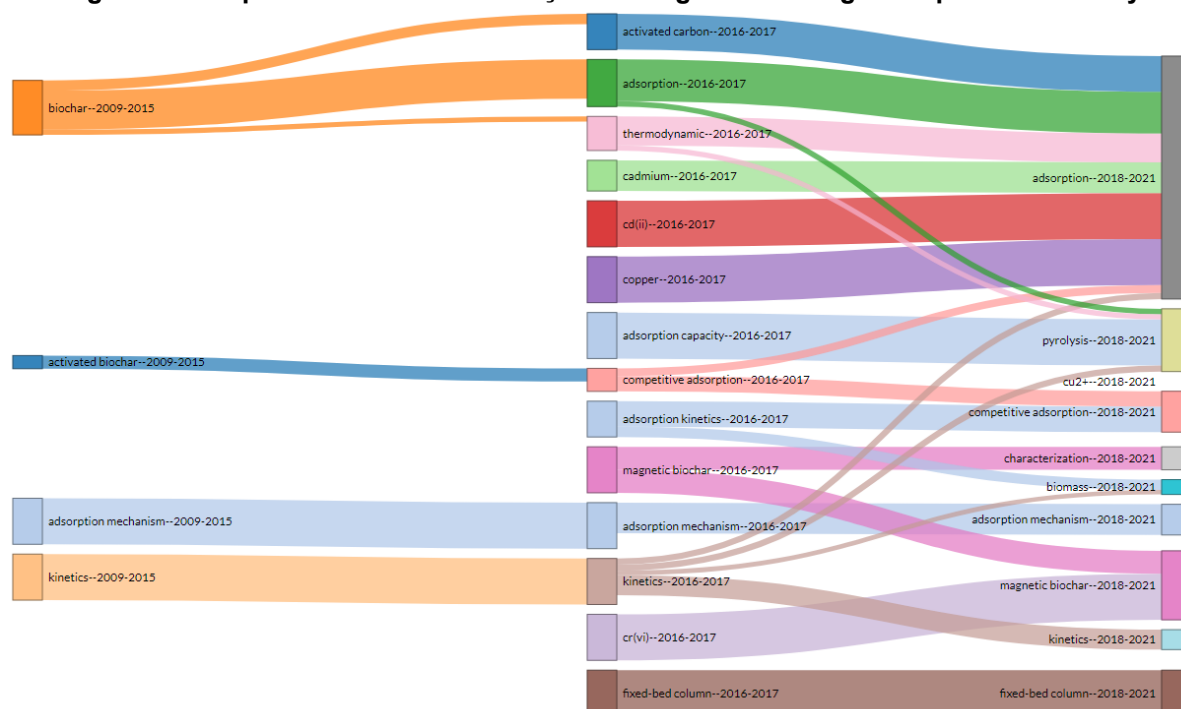 biochar--2009-2015
activated biochar--2009-2015
adsorption mechanism--2009-2015
kinetics--2009-2015
activated carbon--2016-2017
adsorption--2016-2017
thermodynamic--2016-2017
cadmium--2016-2017
cd(ii)--2016-2017
copper--2016-2017
adsorption capacity--2016-2017
competitive adsorption--2016-2017
adsorption kinetics--2016-2017
magnetic biochar--2016-2017
adsorption mechanism--2016-2017
kinetics--2016-2017
cr(vi)--2016-2017
fixed-bed column--2016-2017
adsorption--2018-2021
pyrolysis--2018-2021
cu2+--2018-2021
competitive adsorption--2018-2021
characterization--2018-2021
biomass--2018-2021
adsorption mechanism--2018-2021
magnetic biochar--2018-2021
kinetics--2018-2021
fixed-bed column--2018-2021